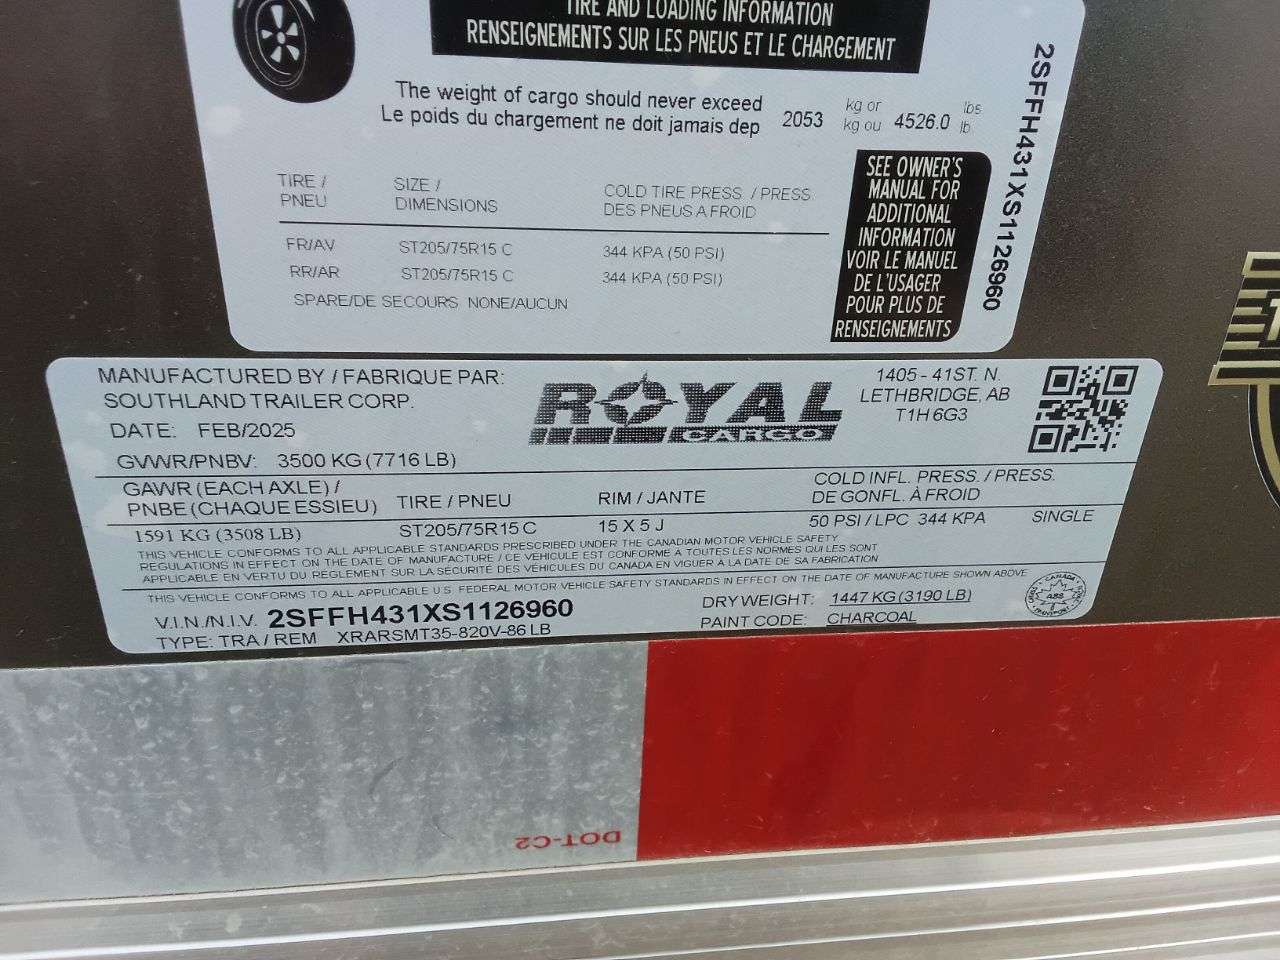 TIRE AND LOADING INFORMATION
RENSEIGNEMENTS SUR LES PNEUS ET LE CHARGEMENT
The weight of cargo should never exceed
Le poids du chargement ne doit jamais dep
2053 kg or 4526.0 lbs
kg ou lb
TIRE / SIZE / COLD TIRE PRESS. / PRESS.
PNEU DIMENSIONS DES PNEUS A FROID
FR/AV ST205/75R15 C 344 KPA (50 PSI)
RR/AR ST205/75R15 C 344 KPA (50 PSI)
SPARE/DE SECOURS NONE/AUCUN
SEE OWNER'S
MANUAL FOR
ADDITIONAL
INFORMATION
VOIR LE MANUEL
DE L'USAGER
POUR PLUS DE
RENSEIGNEMENTS
2SFFH431XS1126960
MANUFACTURED BY / FABRIQUE PAR:
SOUTHLAND TRAILER CORP.
DATE: FEB/2025
GVWR/PNBV: 3500 KG (7716 LB)
ROYAL
CARGO
1405 - 41ST. N.
LETHBRIDGE, AB
T1H 6G3
GAWR (EACH AXLE) / TIRE / PNEU RIM / JANTE COLD INFL. PRESS. / PRESS.
PNBE (CHAQUE ESSIEU) DE GONFL. À FROID
1591 KG (3508 LB) ST205/75R15 C 15 X 5 J 50 PSI / LPC 344 KPA SINGLE
THIS VEHICLE CONFORMS TO ALL APPLICABLE STANDARDS PRESCRIBED UNDER THE CANADIAN MOTOR VEHICLE SAFETY
REGULATIONS IN EFFECT ON THE DATE OF MANUFACTURE / CE VEHICULE EST CONFORME A TOUTES LES NORMES QUI LES SONT
APPLICABLE EN VERTU DU RÈGLEMENT SUR LA SÉCURITÉ DES VÉHICULES DU CANADA EN VIGUER A LA DATE DE SA FABRICATION
THIS VEHICLE CONFORMS TO ALL APPLICABLE U.S. FEDERAL MOTOR VEHICLE SAFETY STANDARDS IN EFFECT ON THE DATE OF MANUFACTURE SHOWN ABOVE
V.I.N./N.I.V. 2SFFH431XS1126960
TYPE: TRA / REM XRARSMT35-820V-86 LB
DRY WEIGHT: 1447 KG (3190 LB)
PAINT CODE: CHARCOAL
CANADA
TRANSPORT
DOT-C2